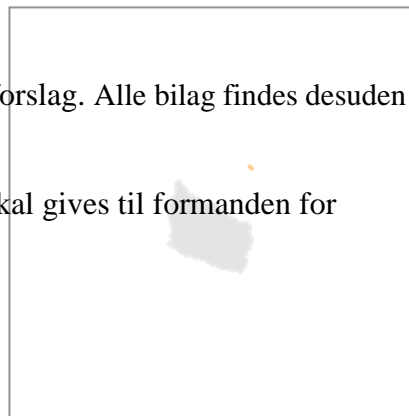 forslag. Alle bilag findes desuden
kal gives til formanden for